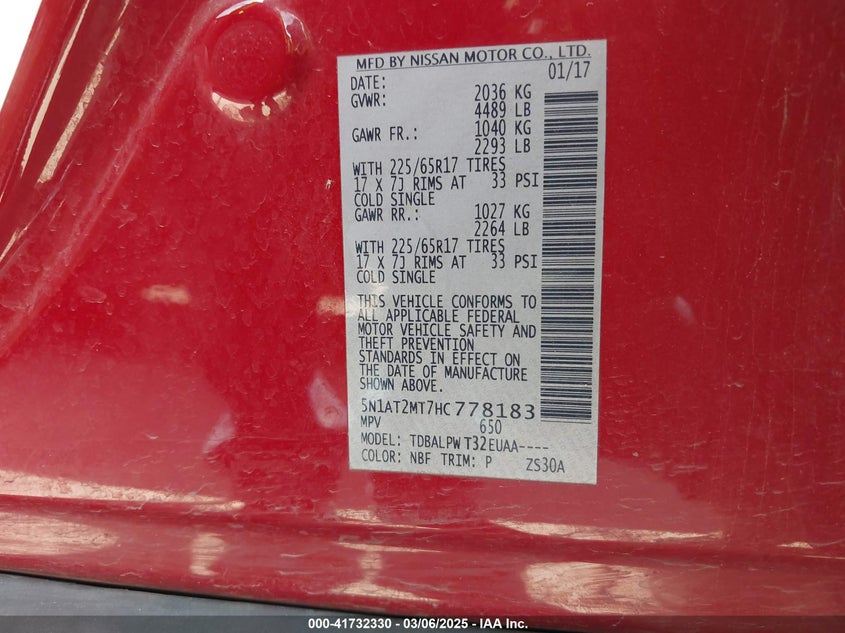 MFD BY NISSAN MOTOR CO., LTD.
DATE: 01/17
GVWR: 2036 KG
4489 LB
GAWR FR.: 1040 KG
2293 LB
WITH 225/65R17 TIRES
17 X 7J RIMS AT 33 PSI
COLD SINGLE
GAWR RR.: 1027 KG
2264 LB
WITH 225/65R17 TIRES
17 X 7J RIMS AT 33 PSI
COLD SINGLE
THIS VEHICLE CONFORMS TO
ALL APPLICABLE FEDERAL
MOTOR VEHICLE SAFETY AND
THEFT PREVENTION
STANDARDS IN EFFECT ON
THE DATE OF MANUFACTURE
SHOWN ABOVE.
5N1AT2MT7HC778183
MPV 650
MODEL: TDBALPW T32EUAA----
COLOR: NBF TRIM: P ZS30A
000-41732330 - 03/06/2025 - IAA Inc.